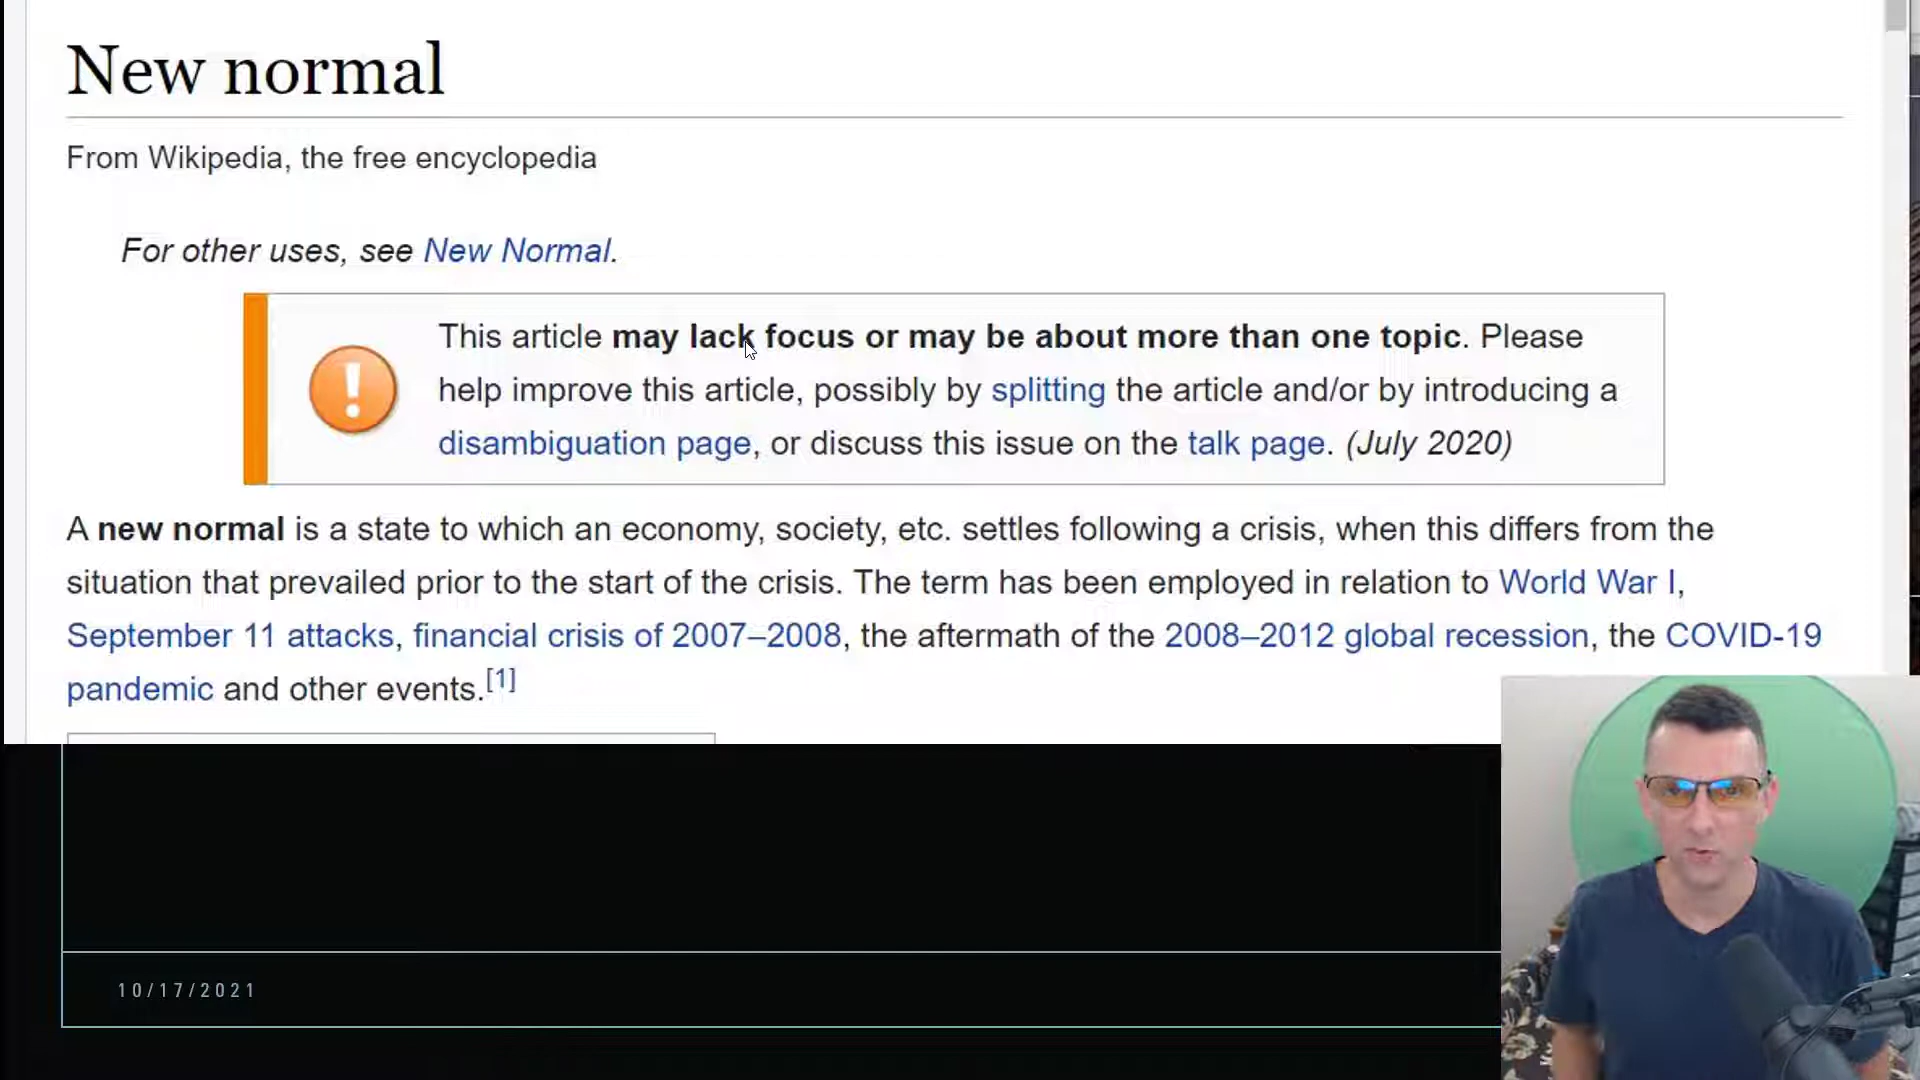 New normal
From Wikipedia, the free encyclopedia
For other uses, see New Normal.
This article may lack focus or may be about more than one topic. Please
help improve this article, possibly by splitting the article and/or by introducing a
disambiguation page, or discuss this issue on the talk page. (July 2020)
A new normal is a state to which an economy, society, etc. settles following a crisis, when this differs from the
situation that prevailed prior to the start of the crisis. The term has been employed in relation to World War I,
September 11 attacks, financial crisis of 2007–2008, the aftermath of the 2008–2012 global recession, the COVID-19
pandemic and other events.[1]
10/17/2021